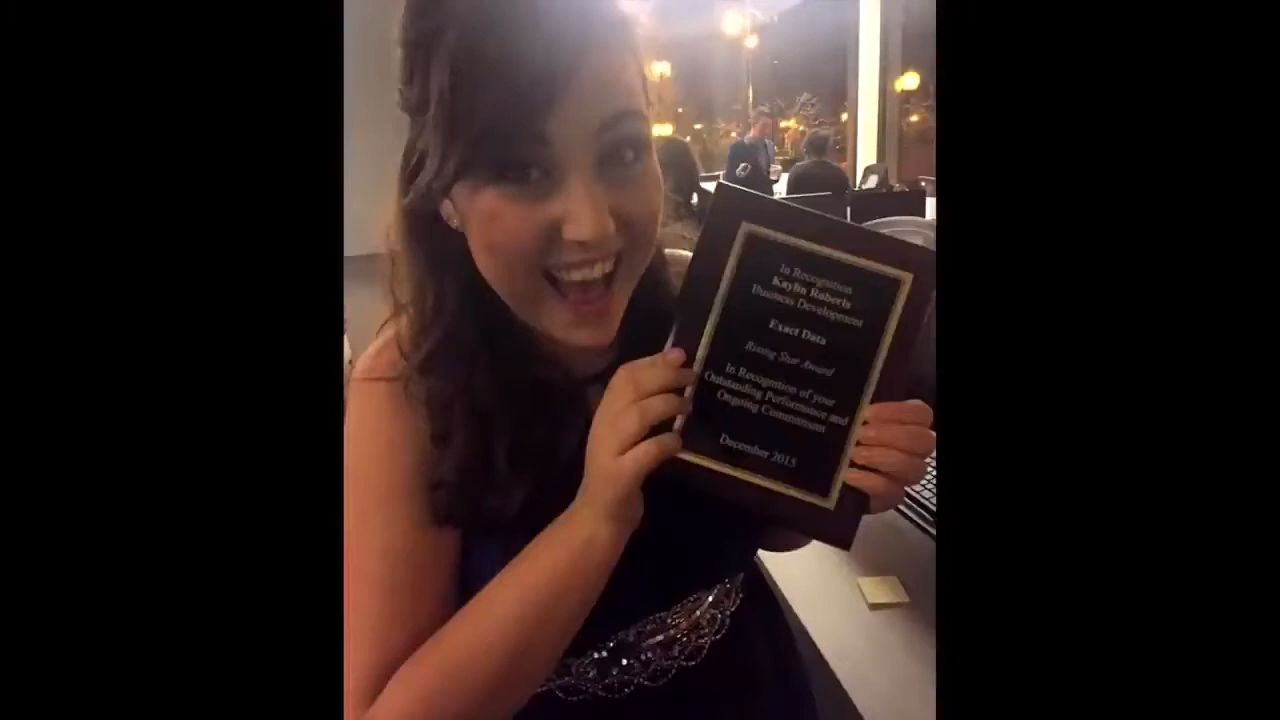 In Recognition
Kaylin Roberts
Business Development
Exact Data
Rising Star Award
In Recognition of your
Outstanding Performance and
Ongoing Commitment
December 2015